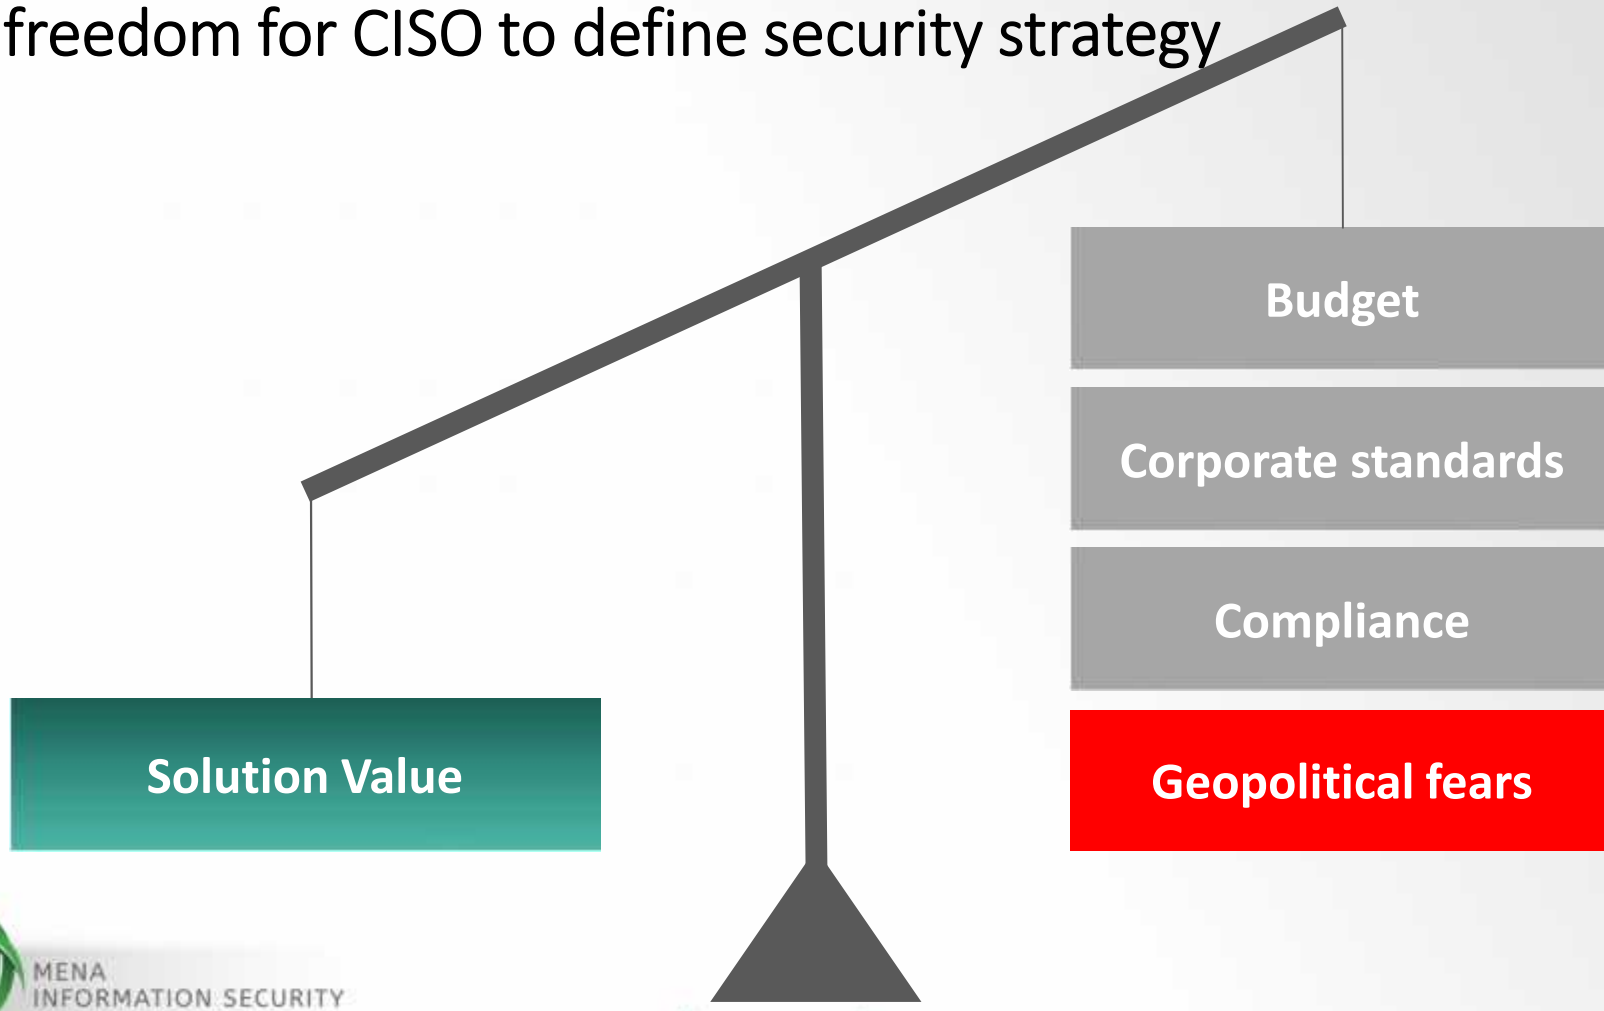 freedom for CISO to define security strategy
Budget
Corporate standards
Compliance
Geopolitical fears
Solution Value
MENA
INFORMATION SECURITY